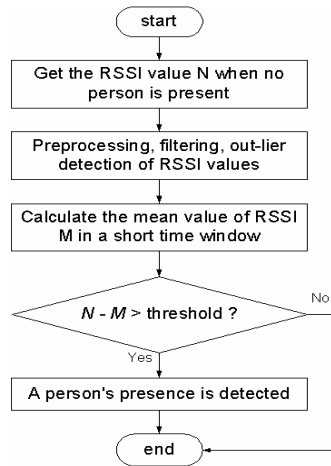 start
Get the RSSI value N when no
person is present
Preprocessing, filtering, out-lier
detection of RSSI values
Calculate the mean value of RSSI
M in a short time window
N - M > threshold ?
No
Yes
A person's presence is detected
end